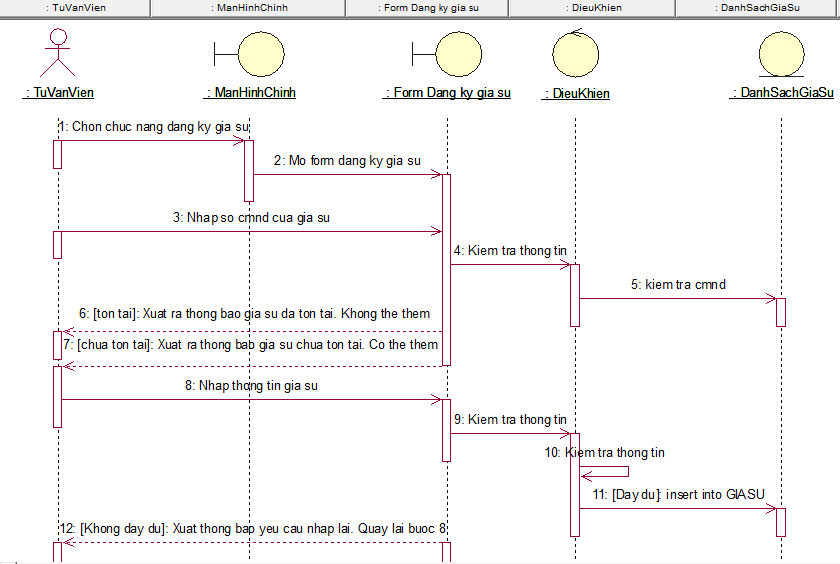 : TuVanVien
: ManHinhChinh
: Form Dang ky gia su
: DieuKhien
: DanhSachGiaSu
: TuVanVien
: ManHinhChinh
: Form Dang ky gia su
: DieuKhien
: DanhSachGiaSu
1: Chon chuc nang dang ky gia su
2: Mo form dang ky gia su
3: Nhap so cmnd cua gia su
4: Kiem tra thong tin
5: kiem tra cmnd
6: [ton tai]: Xuat ra thong bao gia su da ton tai. Khong the them
7: [chua ton tai]: Xuat ra thong bao gia su chua ton tai. Co the them
8: Nhap thong tin gia su
9: Kiem tra thong tin
10: Kiem tra thong tin
11: [Day du]: insert into GIASU
12: [Khong day du]: Xuat thong bap yeu cau nhap lai. Quay lai buoc 8